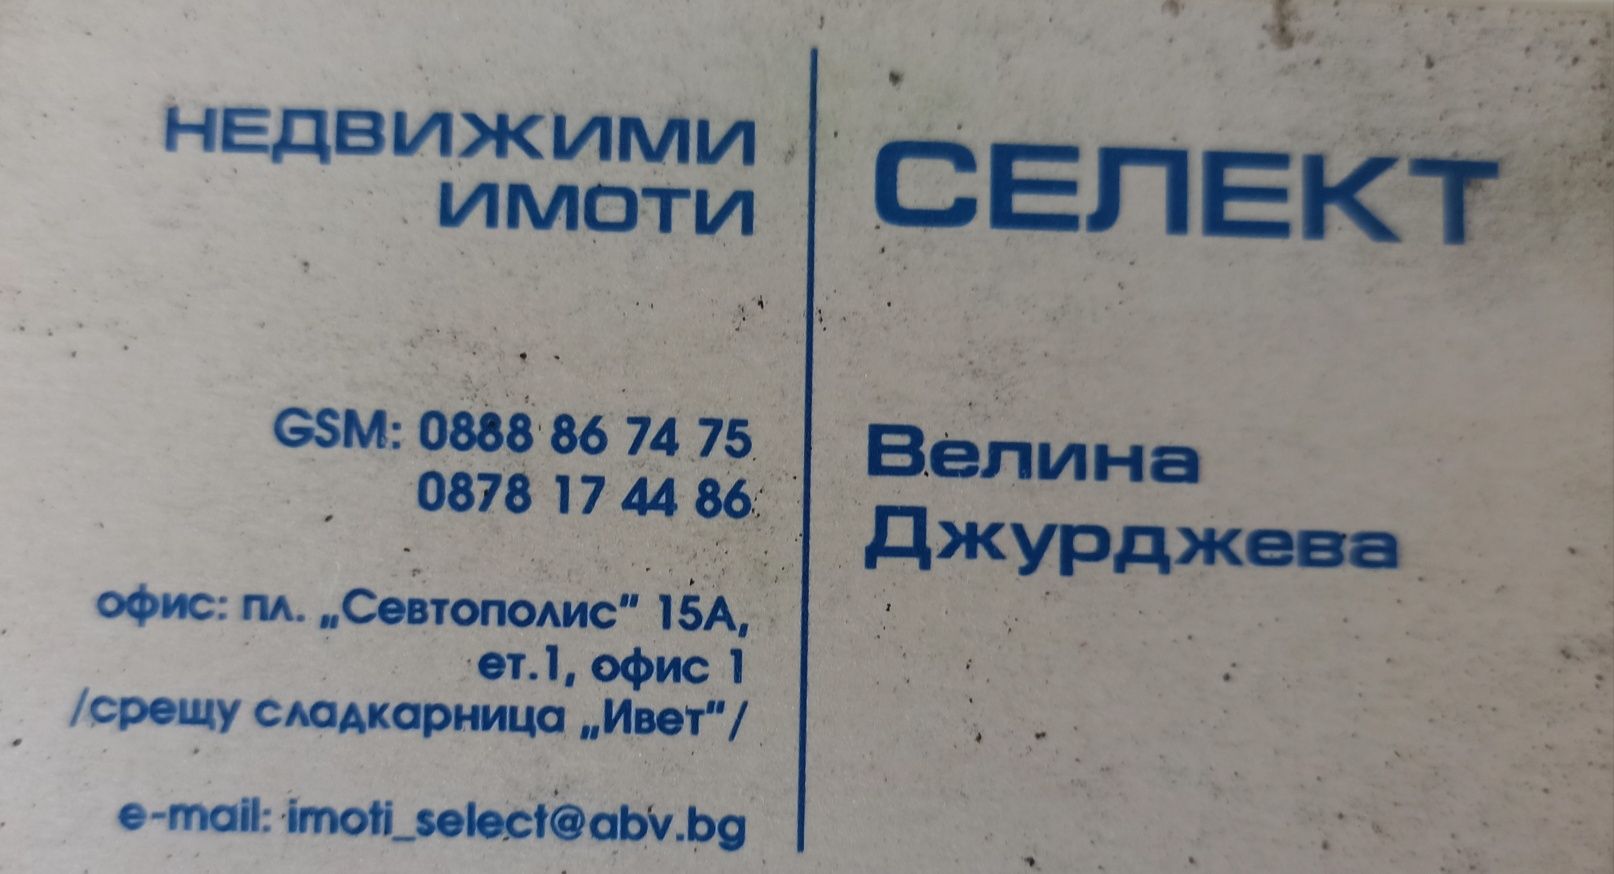 НЕДВИЖИМИ
ИМОТИ
GSM: 0888 86 74 75
0878 17 44 86
офис: пл. „Севтополис" 15А,
ет.1, офис 1
/срещу сладкарница „Ивет"/
e-mail: imoti_select@abv.bg
СЕЛЕКТ
Велина
Джурджева